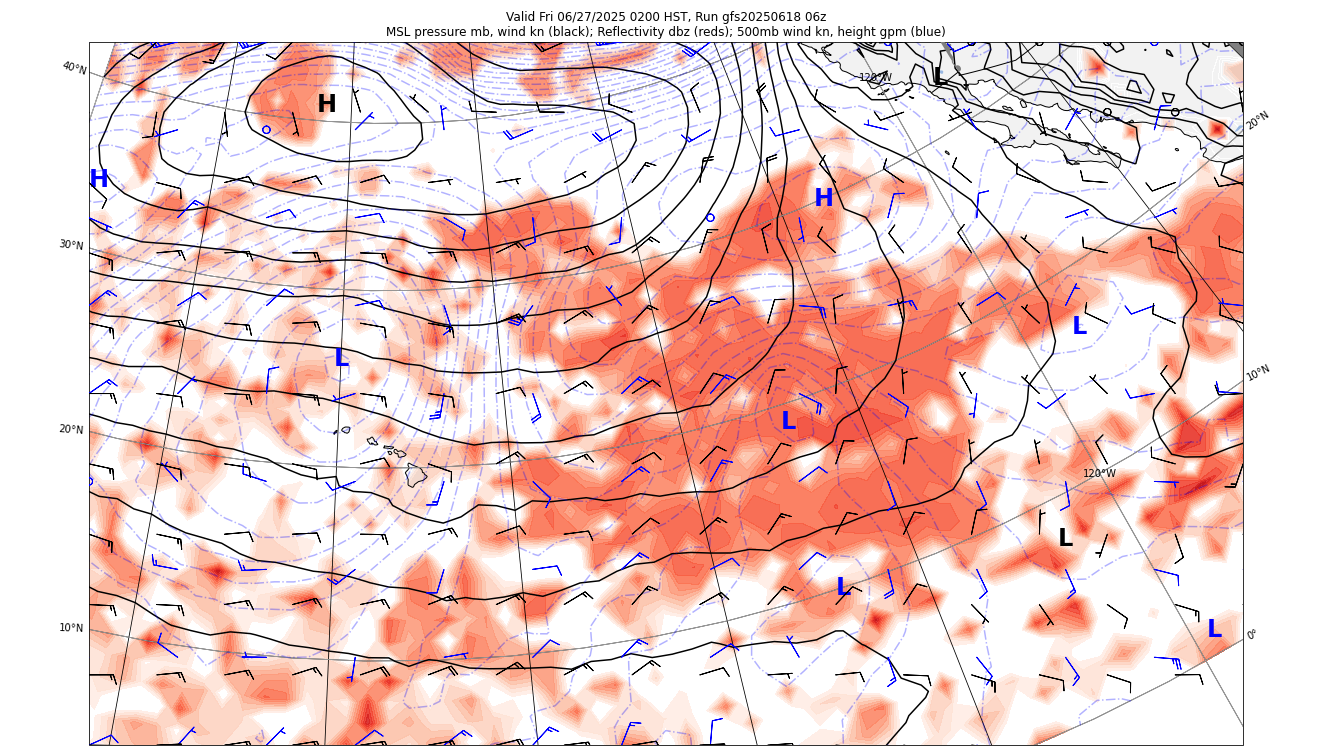 Valid Fri 06/27/2025 0200 HST, Run gfs20250618 06z
MSL pressure mb, wind kn (black); Reflectivity dbz (reds); 500mb wind kn, height gpm (blue)
40°N
120°W
L
H
20°N
H
H
30°N
L
L
10°N
L
20°N
120°W
L
L
10°N
L
0°